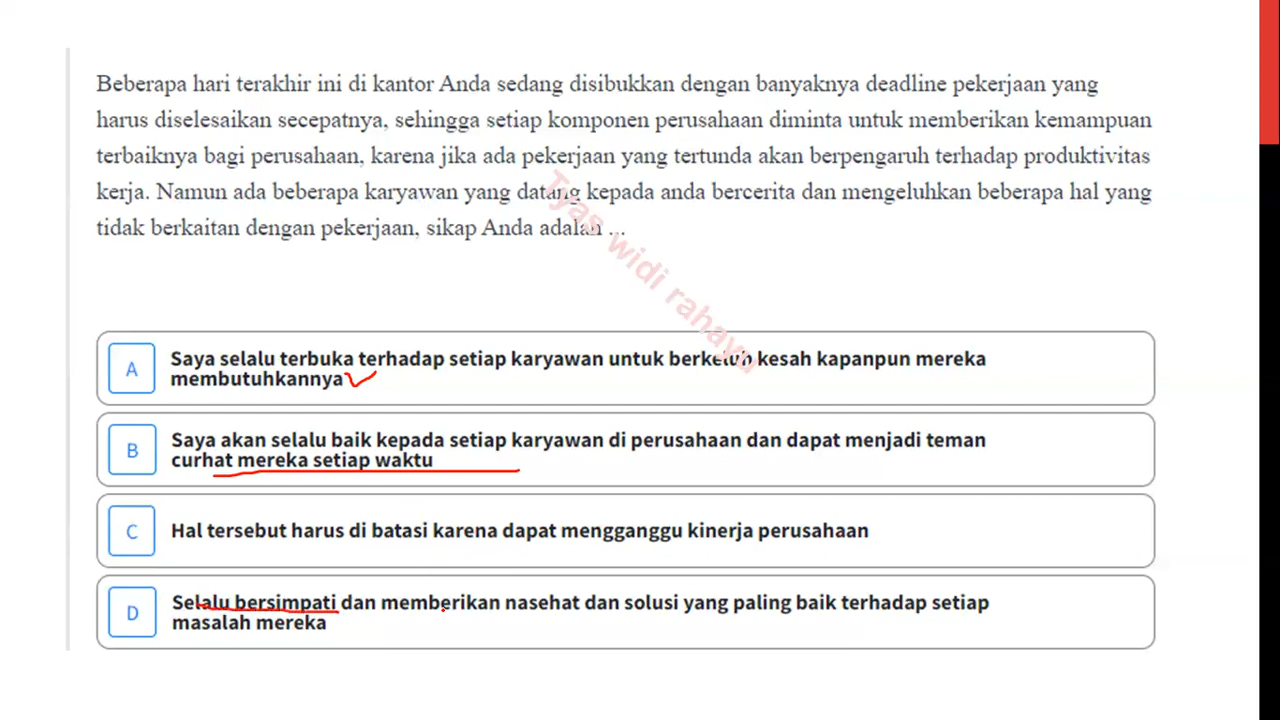 Beberapa hari terakhir ini di kantor Anda sedang disibukkan dengan banyaknya deadline pekerjaan yang
harus diselesaikan secepatnya, sehingga setiap komponen perusahaan diminta untuk memberikan kemampuan
terbaiknya bagi perusahaan, karena jika ada pekerjaan yang tertunda akan berpengaruh terhadap produktivitas
kerja. Namun ada beberapa karyawan yang datang kepada anda bercerita dan mengeluhkan beberapa hal yang
tidak berkaitan dengan pekerjaan, sikap Anda adalah ...
Tyas widi rahayu
A
Saya selalu terbuka terhadap setiap karyawan untuk berkeluh kesah kapanpun mereka
membutuhkannya
B
Saya akan selalu baik kepada setiap karyawan di perusahaan dan dapat menjadi teman
curhat mereka setiap waktu
C
Hal tersebut harus di batasi karena dapat mengganggu kinerja perusahaan
D
Selalu bersimpati dan memberikan nasehat dan solusi yang paling baik terhadap setiap
masalah mereka